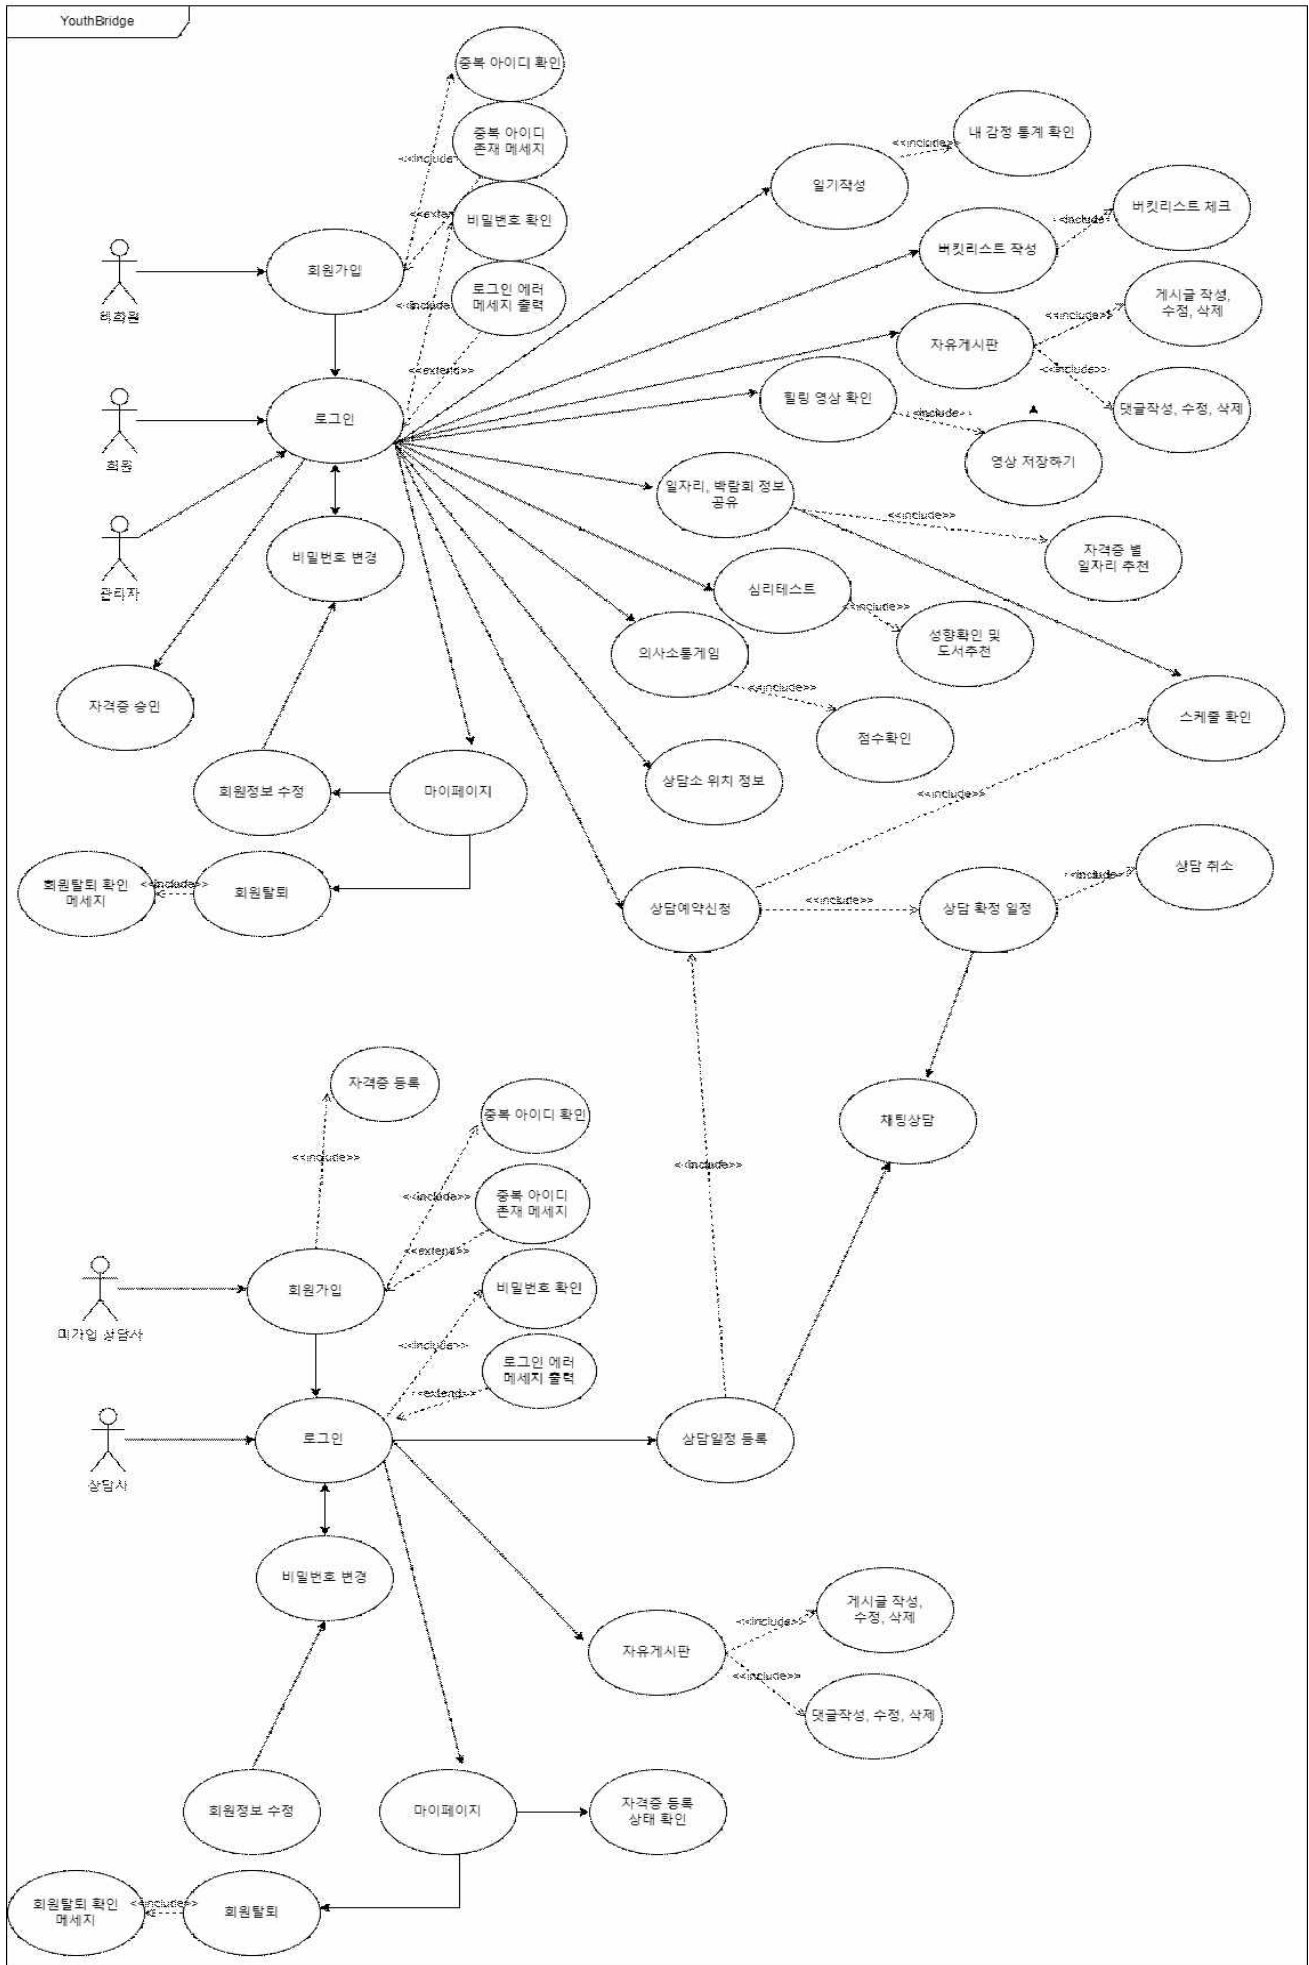 YouthBridge
중복 아이디 확인
중복 아이디
존재 메세지
<<include
내 감정 통계 확인
<<include>>
일기작성
비밀번호 확인
<<exter
버킷리스트 체크
<include
버킷리스트 작성
회원가입
비회원
로그인 에러
메세지 출력
<<include
게시글 작성,
수정, 삭제
<<include>>
자유게시판
<<extend>>
<<include>>
힐링 영상 확인
<include
댓글작성, 수정, 삭제
로그인
회원
영상 저장하기
일자리, 박람회 정보
공유
<<include>>
자격증 별
일자리 추천
비밀번호 변경
관리자
심리테스트
<<include>>
성향확인 및
도서추천
의사소통게임
<<include>>
자격증 승인
스케줄 확인
점수확인
상담소 위치 정보
회원정보 수정
마이페이지
<<include>>
상담 취소
<<include>
회원탈퇴 확인
메세지
<<include>>
회원탈퇴
상담예약신청
<<include>>
상담 확정 일정
자격증 등록
중복 아이디 확인
채팅상담
<<include>>
<<include>>
<<include>>
중복 아이디
존재 메세지
<<extend>>
비밀번호 확인
회원가입
미가입 상담사
<<include>>
로그인 에러
메세지 출력
<extend>
로그인
상담일정 등록
상담사
비밀번호 변경
게시글 작성,
수정, 삭제
<<include>>
자유게시판
<<include>>
댓글작성, 수정, 삭제
회원정보 수정
마이페이지
자격증 등록
상태 확인
회원탈퇴 확인
메세지
<<include>>
회원탈퇴